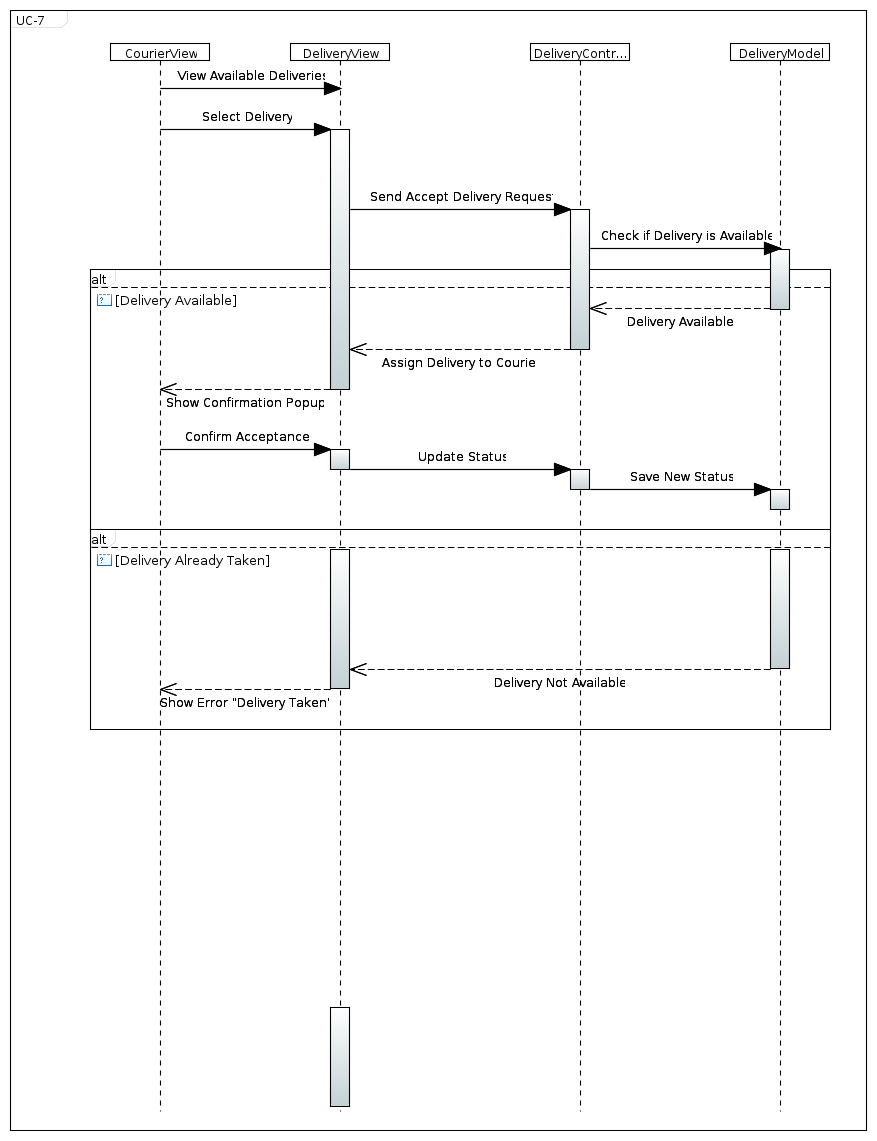 UC-7
CourierView
DeliveryView
DeliveryContr...
DeliveryModel
View Available Deliveries
Select Delivery
Send Accept Delivery Reques
Check if Delivery is Available
alt
[Delivery Available]
Delivery Available
Assign Delivery to Courie
Show Confirmation Popup
Confirm Acceptance
Update Status
Save New Status
alt
[Delivery Already Taken]
Delivery Not Available
Show Error "Delivery Taken"